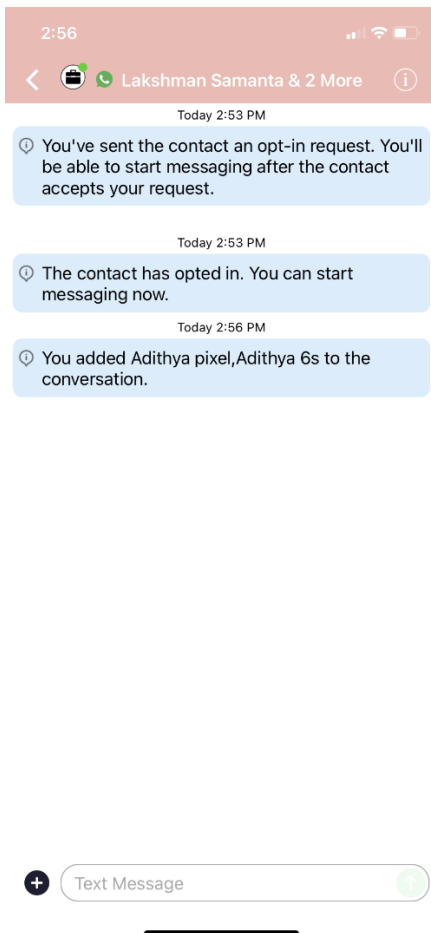 2:56
Lakshman Samanta & 2 More
Today 2:53 PM
You've sent the contact an opt-in request. You'll
be able to start messaging after the contact
accepts your request.
Today 2:53 PM
The contact has opted in. You can start
messaging now.
Today 2:56 PM
You added Adithya pixel,Adithya 6s to the
conversation.
Text Message